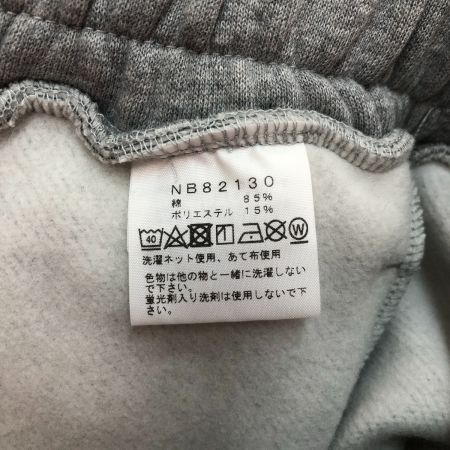 NB82130
綿 85%
ポリエステル 15%
40 W
洗濯ネット使用、あて布使用
色物は他の物と一緒に洗濯しない
で下さい。
蛍光剤入り洗剤は使用しないで下
さい。